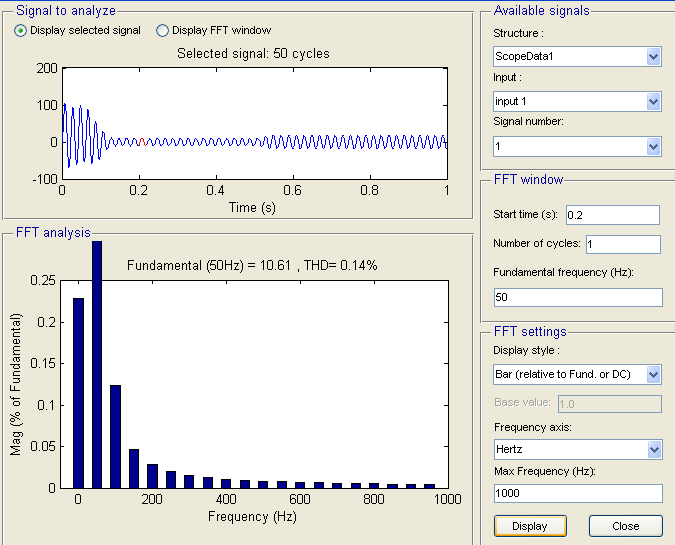 Signal to analyze
Display selected signal Display FFT window
Selected signal: 50 cycles
200
100
0
-100
0 0.2 0.4 0.6 0.8 1
Time (s)
FFT analysis
Fundamental (50Hz) = 10.61 , THD= 0.14%
0.25
0.2
0.15
0.1
0.05
0
Mag (% of Fundamental)
0 200 400 600 800 1000
Frequency (Hz)
Available signals
Structure :
ScopeData1
Input :
input 1
Signal number:
1
FFT window
Start time (s): 0.2
Number of cycles: 1
Fundamental frequency (Hz):
50
FFT settings
Display style :
Bar (relative to Fund. or DC)
Base value: 1.0
Frequency axis:
Hertz
Max Frequency (Hz):
1000
Display Close